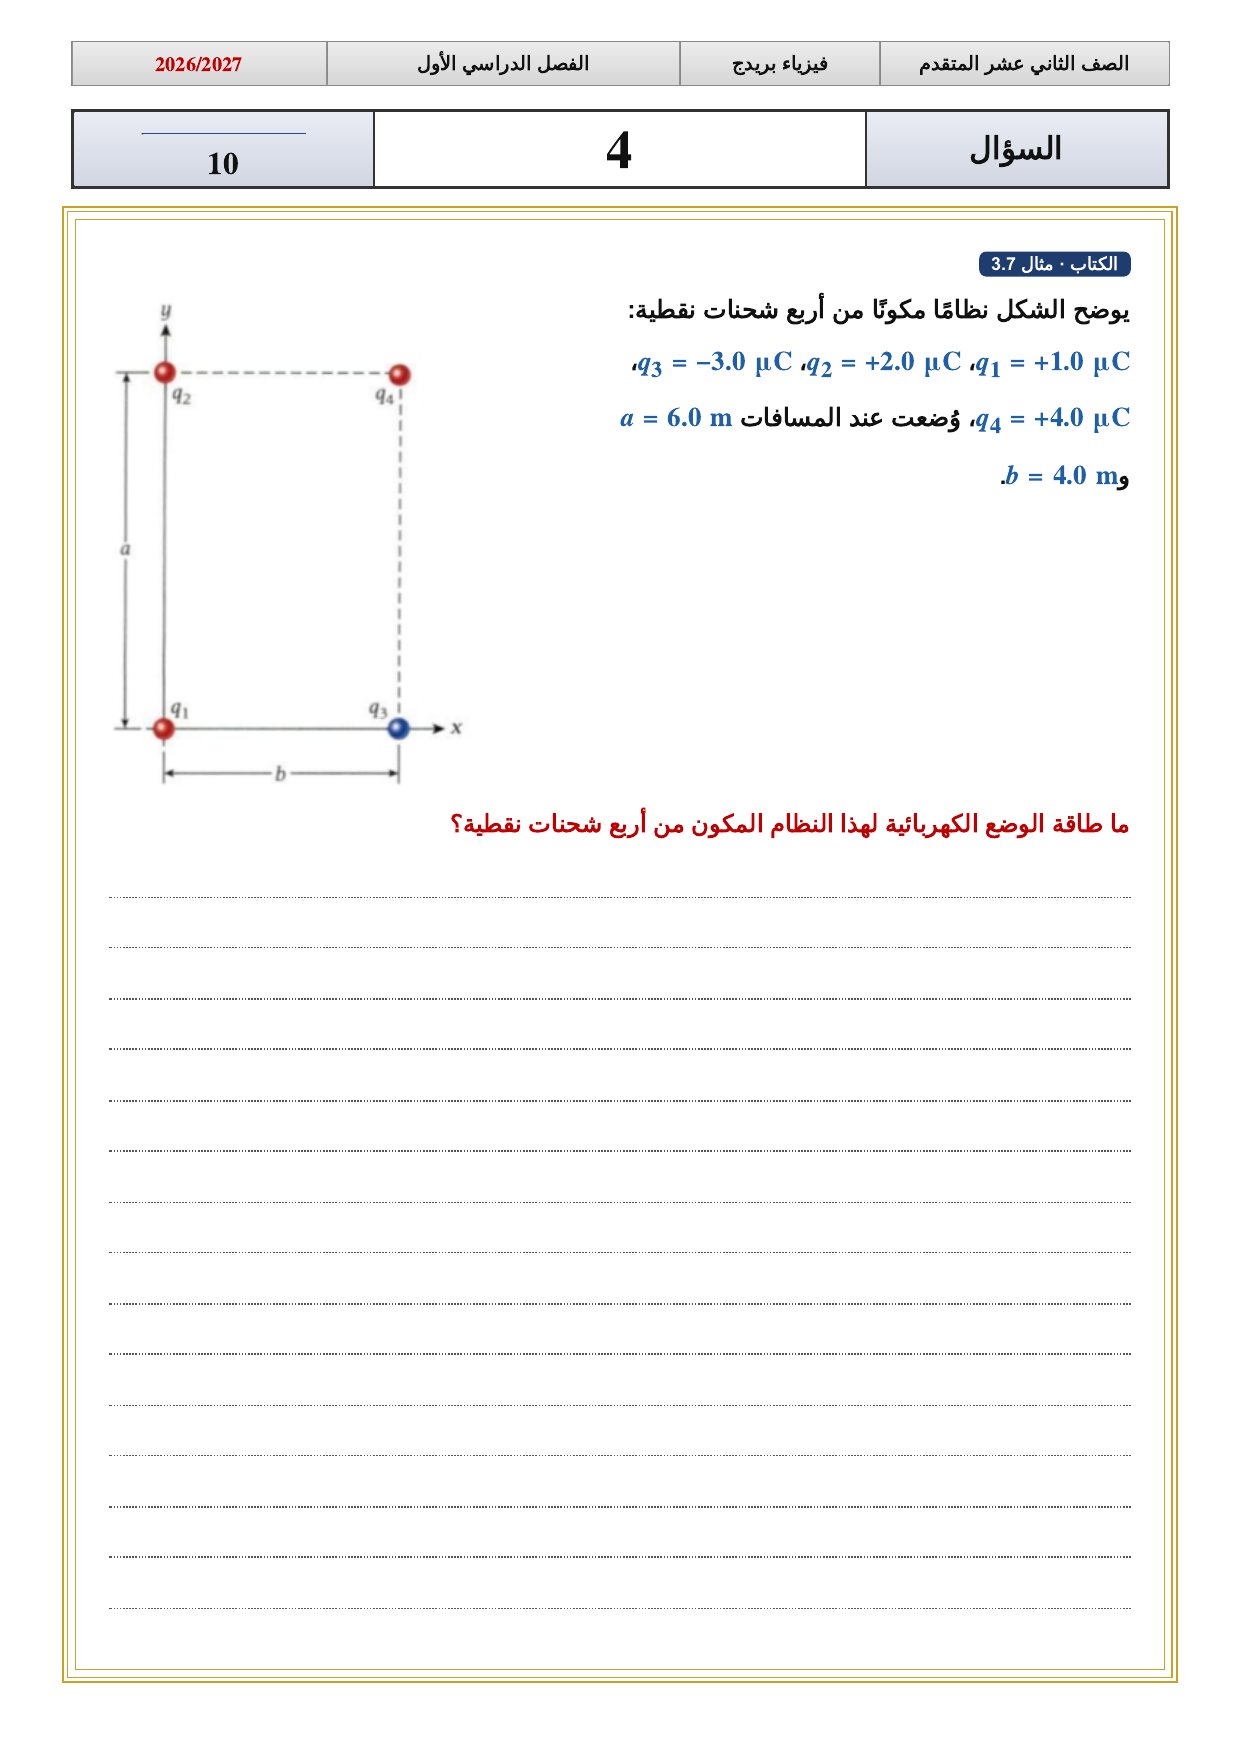 الصف الثاني عشر المتقدم
فيزياء بريدج
الفصل الدراسي الأول
2026/2027
السؤال
4
10
الكتاب · مثال 3.7
يوضح الشكل نظامًا مكونًا من أربع شحنات نقطية:
q₁ = +1.0 µC، q₂ = +2.0 µC، q₃ = −3.0 µC،
q₄ = +4.0 µC، وُضعت عند المسافات a = 6.0 m
وb = 4.0 m.
y
q₂
q₄
a
q₁
q₃
x
b
ما طاقة الوضع الكهربائية لهذا النظام المكون من أربع شحنات نقطية؟